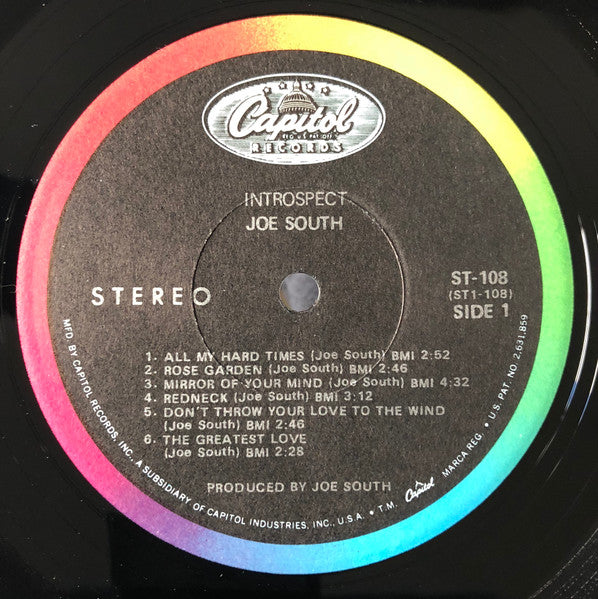 Capitol
REG. U.S. PAT. OFF.
RECORDS
INTROSPECT
JOE SOUTH
STEREO
ST-108
(ST1-108)
SIDE 1
1. ALL MY HARD TIMES (Joe South) BMI 2:52
2. ROSE GARDEN (Joe South) BMI 2:46
3. MIRROR OF YOUR MIND (Joe South) BMI 4:32
4. REDNECK (Joe South) BMI 3:12
5. DON'T THROW YOUR LOVE TO THE WIND
(Joe South) BMI 2:46
6. THE GREATEST LOVE
(Joe South) BMI 2:28
PRODUCED BY JOE SOUTH
MFD. BY CAPITOL RECORDS, INC., A SUBSIDIARY OF CAPITOL INDUSTRIES, INC., U.S.A. • T.M. Capitol MARCA REG. • U.S. PAT. NO. 2,631,859